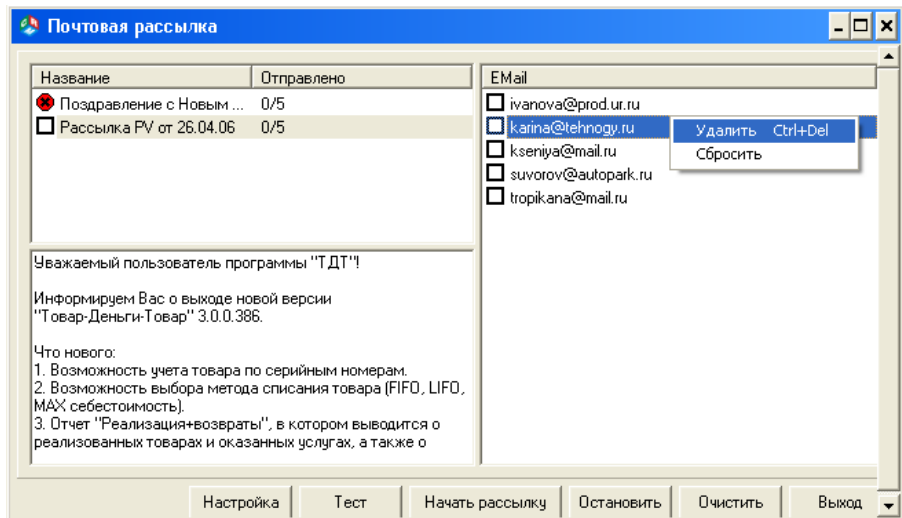 Почтовая рассылка
Название Отправлено
Поздравление с Новым ... 0/5
Рассылка PV от 26.04.06 0/5
EMail
ivanova@prod.ur.ru
karina@tehnogy.ru
kseniya@mail.ru
suvorov@autopark.ru
tropikana@mail.ru
Удалить Ctrl+Del
Сбросить
Уважаемый пользователь программы "ТДТ"!
Информируем Вас о выходе новой версии
"Товар-Деньги-Товар" 3.0.0.386.
Что нового:
1. Возможность учета товара по серийным номерам.
2. Возможность выбора метода списания товара (FIFO, LIFO,
MAX себестоимость).
3. Отчет "Реализация+возвраты", в котором выводится о
реализованных товарах и оказанных услугах, а также о
Настройка Тест Начать рассылку Остановить Очистить Выход